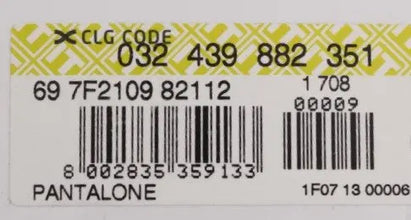 CLG CODE
032 439 882 351
69 7F2109 82112
1 708
00009
8 002835 359133
PANTALONE
1F07 13 00006